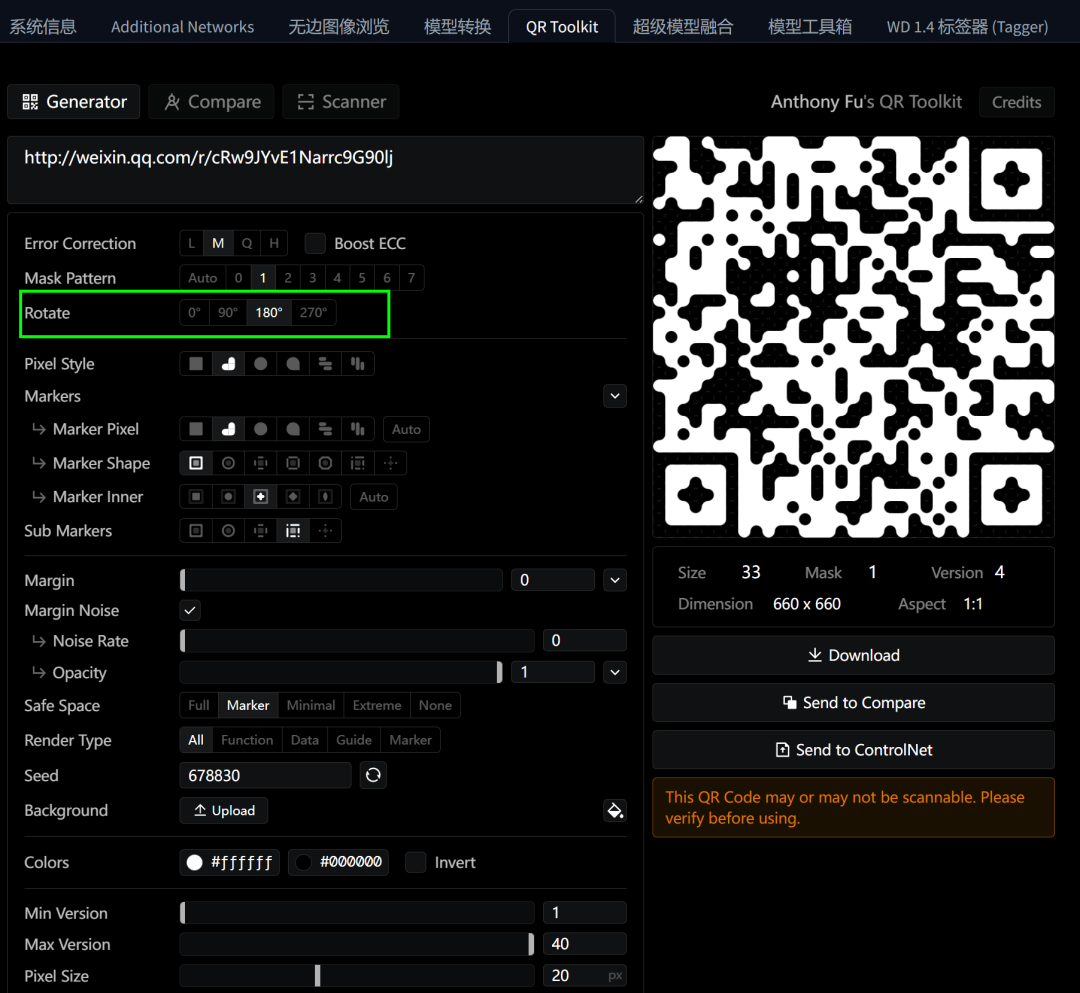 系统信息 Additional Networks 无边图像浏览 模型转换 QR Toolkit 超级模型融合 模型工具箱 WD 1.4 标签器 (Tagger)
Generator Compare Scanner Anthony Fu's QR Toolkit Credits
http://weixin.qq.com/r/cRw9JYvE1Narrc9G90lj
Error Correction L M Q H Boost ECC
Mask Pattern Auto 0 1 2 3 4 5 6 7
Rotate 0° 90° 180° 270°
Pixel Style
Markers
Marker Pixel Auto
Marker Shape
Marker Inner Auto
Sub Markers
Margin 0
Margin Noise
Noise Rate 0
Opacity 1
Safe Space Full Marker Minimal Extreme None
Render Type All Function Data Guide Marker
Seed 678830
Background Upload
Colors #ffffff #000000 Invert
Min Version 1
Max Version 40
Pixel Size 20 px
Size 33 Mask 1 Version 4
Dimension 660 x 660 Aspect 1:1
Download
Send to Compare
Send to ControlNet
This QR Code may or may not be scannable. Please
verify before using.